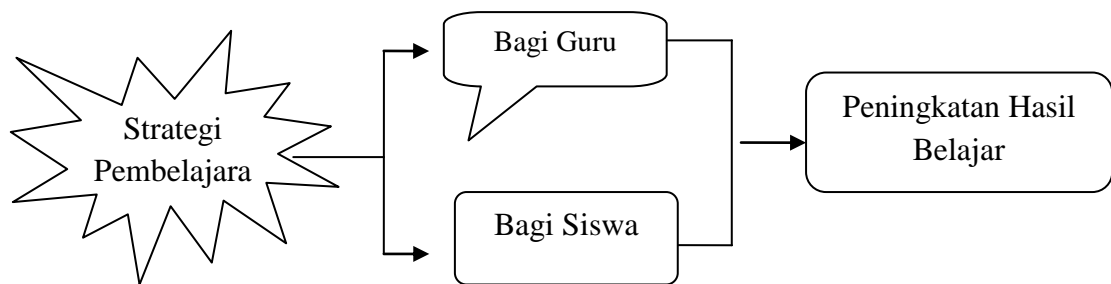 Strategi
Pembelajara
Bagi Guru
Bagi Siswa
Peningkatan Hasil
Belajar